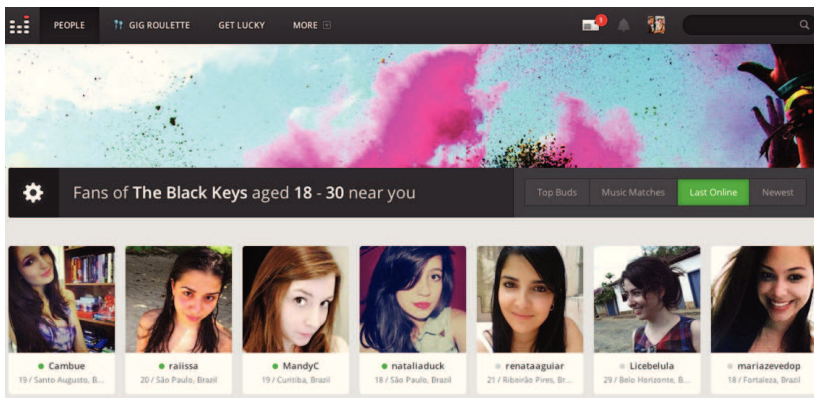 PEOPLE GIG ROULETTE GET LUCKY MORE 1
Fans of The Black Keys aged 18 - 30 near you Top Buds Music Matches Last Online Newest
Cambue raiissa MandyC nataliaduck renataaguiar Licebelula mariazevedop
19 / Santo Augusto, B... 20 / São Paulo, Brazil 19 / Curitiba, Brazil 18 / São Paulo, Brazil 21 / Ribeirão Pires, Br... 29 / Belo Horizonte, B... 18 / Fortaleza, Brazil